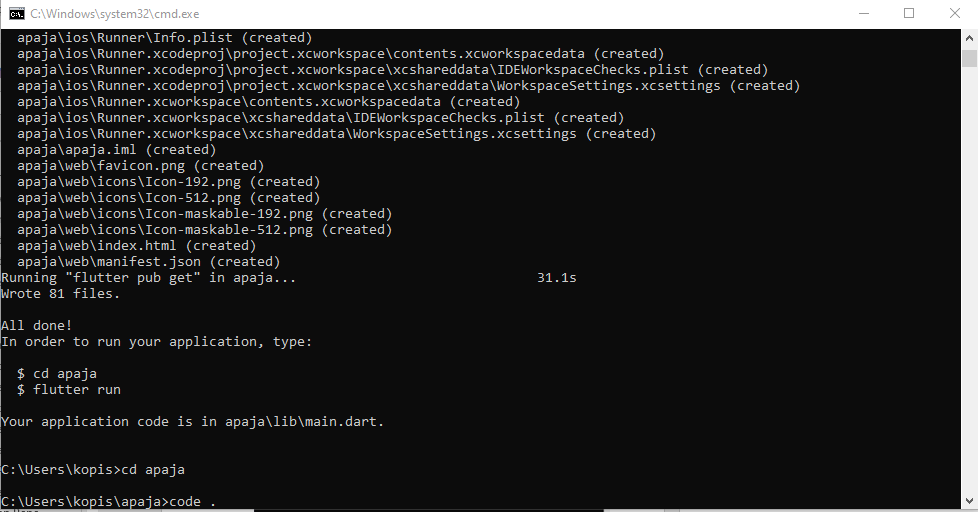 C:\Windows\system32\cmd.exe
apaja\ios\Runner\Info.plist (created)
apaja\ios\Runner.xcodeproj\project.xcworkspace\contents.xcworkspacedata (created)
apaja\ios\Runner.xcodeproj\project.xcworkspace\xcshareddata\IDEWorkspaceChecks.plist (created)
apaja\ios\Runner.xcodeproj\project.xcworkspace\xcshareddata\WorkspaceSettings.xcsettings (created)
apaja\ios\Runner.xcworkspace\contents.xcworkspacedata (created)
apaja\ios\Runner.xcworkspace\xcshareddata\IDEWorkspaceChecks.plist (created)
apaja\ios\Runner.xcworkspace\xcshareddata\WorkspaceSettings.xcsettings (created)
apaja\apaja.iml (created)
apaja\web\favicon.png (created)
apaja\web\icons\Icon-192.png (created)
apaja\web\icons\Icon-512.png (created)
apaja\web\icons\Icon-maskable-192.png (created)
apaja\web\icons\Icon-maskable-512.png (created)
apaja\web\index.html (created)
apaja\web\manifest.json (created)
Running "flutter pub get" in apaja... 31.1s
Wrote 81 files.
All done!
In order to run your application, type:
$ cd apaja
$ flutter run
Your application code is in apaja\lib\main.dart.
C:\Users\kopis>cd apaja
C:\Users\kopis\apaja>code .